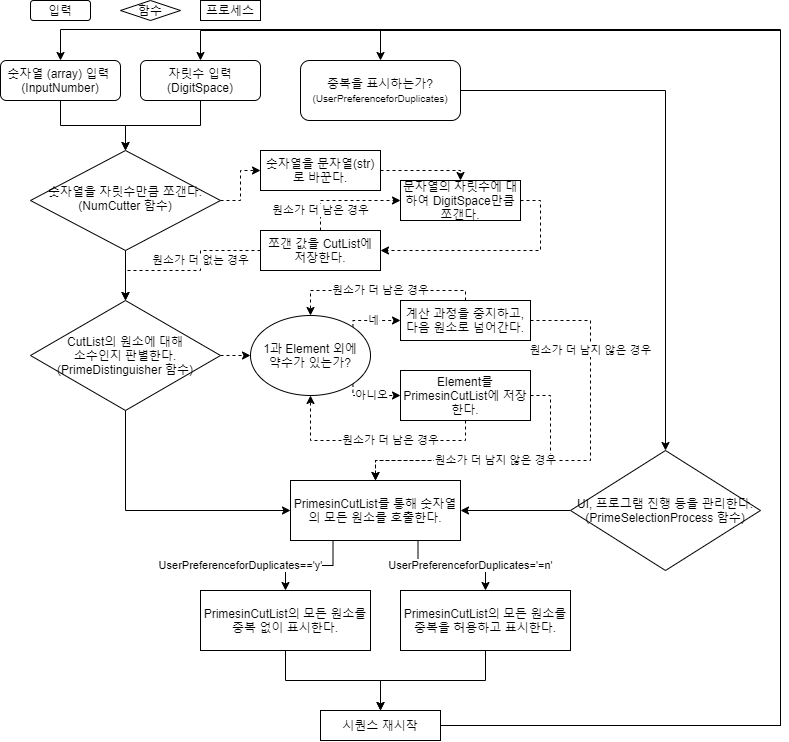 입력
함수
프로세스
숫자열 (array) 입력
(InputNumber)
자릿수 입력
(DigitSpace)
중복을 표시하는가?
(UserPreferenceforDuplicates)
숫자열을 자릿수만큼 쪼갠다.
(NumCutter 함수)
숫자열을 문자열(str)
로 바꾼다.
문자열의 자릿수에 대
하여 DigitSpace만큼
쪼갠다.
원소가 더 남은 경우
쪼갠 값을 CutList에
저장한다.
원소가 더 없는 경우
원소가 더 남은 경우
CutList의 원소에 대해
소수인지 판별한다.
(PrimeDistinguisher 함수)
1과 Element 외에
약수가 있는가?
네
계산 과정을 중지하고,
다음 원소로 넘어간다.
원소가 더 남지 않은 경우
아니오
Element를
PrimesinCutList에 저장
한다.
원소가 더 남은 경우
원소가 더 남지 않은 경우
PrimesinCutList를 통해 숫자열
의 모든 원소를 호출한다.
UI, 프로그램 진행 등을 관리한다.
(PrimeSelectionProcess 함수)
UserPreferenceforDuplicates=='y'
UserPreferenceforDuplicates='=n'
PrimesinCutList의 모든 원소를
중복 없이 표시한다.
PrimesinCutList의 모든 원소를
중복을 허용하고 표시한다.
시퀀스 재시작